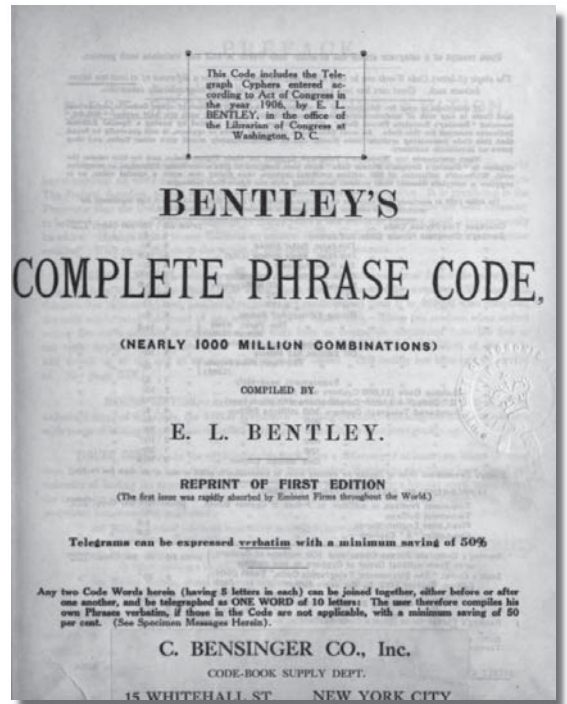 This Code includes the Tele-
graph Cyphers entered ac-
cording to Act of Congress in
the year 1906, by E. L.
BENTLEY, in the office of
the Librarian of Congress at
Washington, D. C.
BENTLEY'S
COMPLETE PHRASE CODE,
(NEARLY 1000 MILLION COMBINATIONS)
COMPILED BY
E. L. BENTLEY.
REPRINT OF FIRST EDITION
(The first issue was rapidly absorbed by Eminent Firms throughout the World.)
Telegrams can be expressed verbatim with a minimum saving of 50%
Any two Code Words herein (having 5 letters in each) can be joined together, either before or after
one another, and be telegraphed as ONE WORD of 10 letters: The user therefore compiles his
own Phrases verbatim, if those in the Code are not applicable, with a minimum saving of 50
per cent. (See Specimen Messages Herein).
C. BENSINGER CO., Inc.
CODE-BOOK SUPPLY DEPT.
15 WHITEHALL ST. NEW YORK CITY